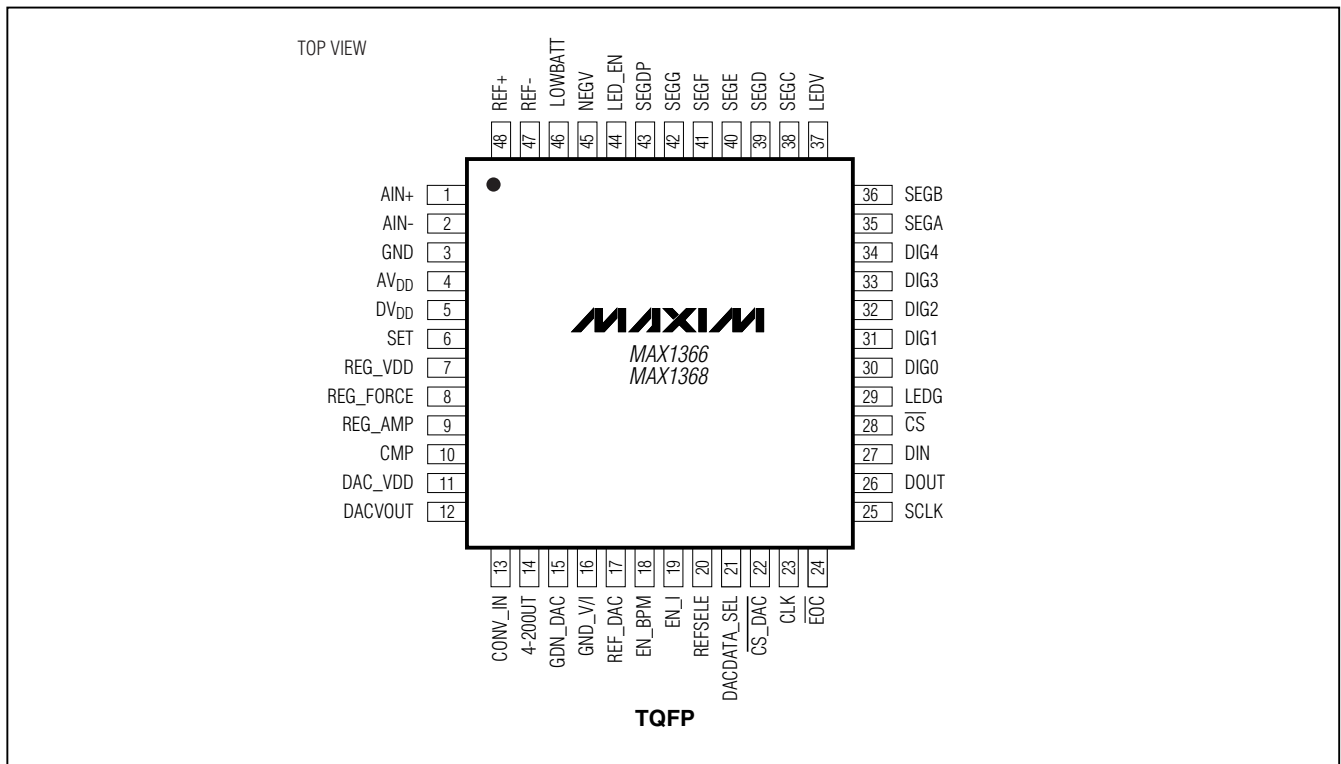 TOP VIEW
REF+
REF-
L̅O̅W̅B̅A̅T̅T̅
NEGV
LED_EN
SEGDP
SEGG
SEGF
SEGE
SEGD
SEGC
LEDV
48
47
46
45
44
43
42
41
40
39
38
37
AIN+ 1
AIN- 2
GND 3
AVDD 4
DVDD 5
SET 6
REG_VDD 7
REG_FORCE 8
REG_AMP 9
CMP 10
DAC_VDD 11
DACVOUT 12
MAXIM
MAX1366
MAX1368
36 SEGB
35 SEGA
34 DIG4
33 DIG3
32 DIG2
31 DIG1
30 DIG0
29 LEDG
28 C̅S̅
27 DIN
26 DOUT
25 SCLK
13
14
15
16
17
18
19
20
21
22
23
24
CONV_IN
4-20OUT
GDN_DAC
GND_V/I
REF_DAC
EN_BPM
EN_I
REFSELE
DACDATA_SEL
C̅S̅_̅D̅A̅C̅
CLK
E̅O̅C̅
TQFP